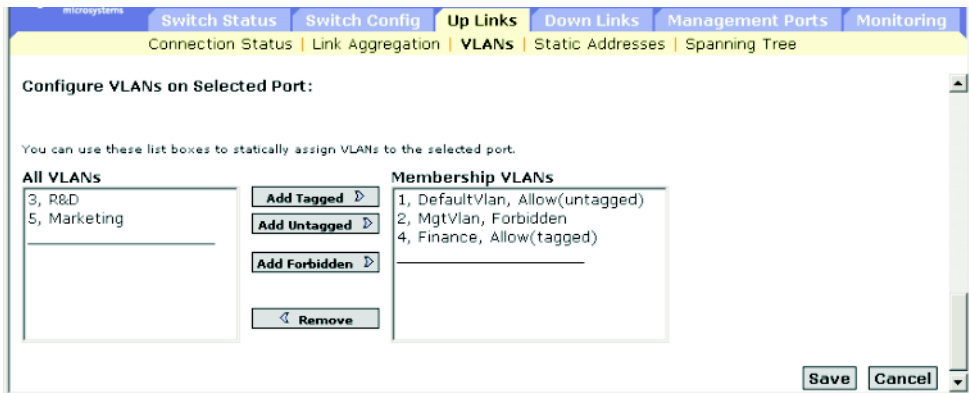 microsystems
Switch Status Switch Config Up Links Down Links Management Ports Monitoring
Connection Status | Link Aggregation | VLANs | Static Addresses | Spanning Tree
Configure VLANs on Selected Port:
You can use these list boxes to statically assign VLANs to the selected port.
All VLANs
3, R&D
5, Marketing
Add Tagged
Add Untagged
Add Forbidden
Remove
Membership VLANs
1, DefaultVlan, Allow(untagged)
2, MgtVlan, Forbidden
4, Finance, Allow(tagged)
Save Cancel